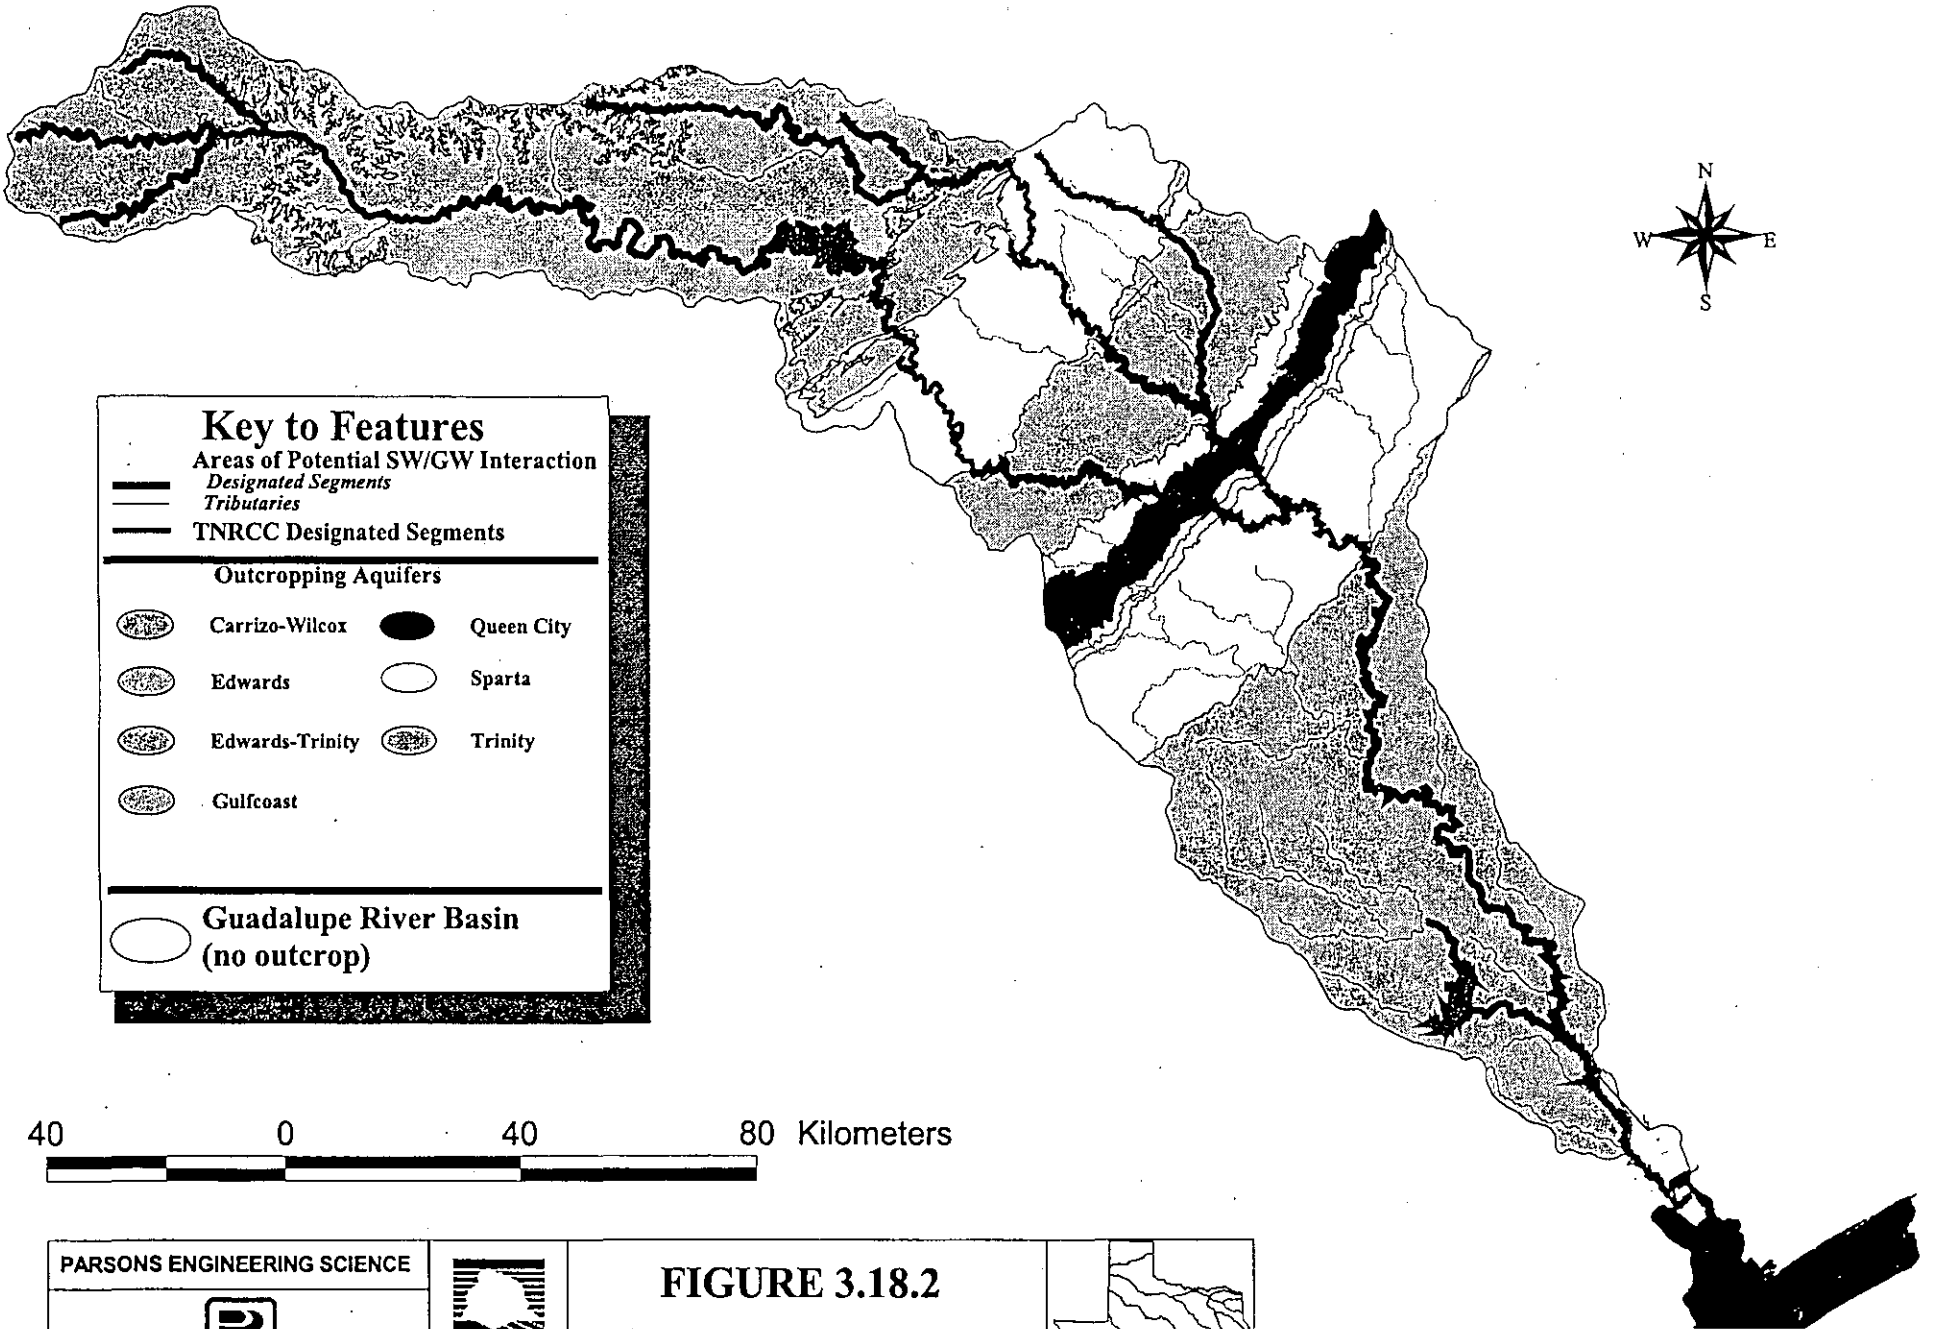 N
W E
S
Key to Features
Areas of Potential SW/GW Interaction
Designated Segments
Tributaries
TNRCC Designated Segments
Outcropping Aquifers
Carrizo-Wilcox Queen City
Edwards Sparta
Edwards-Trinity Trinity
Gulfcoast
Guadalupe River Basin
(no outcrop)
40 0 40 80 Kilometers
PARSONS ENGINEERING SCIENCE
FIGURE 3.18.2